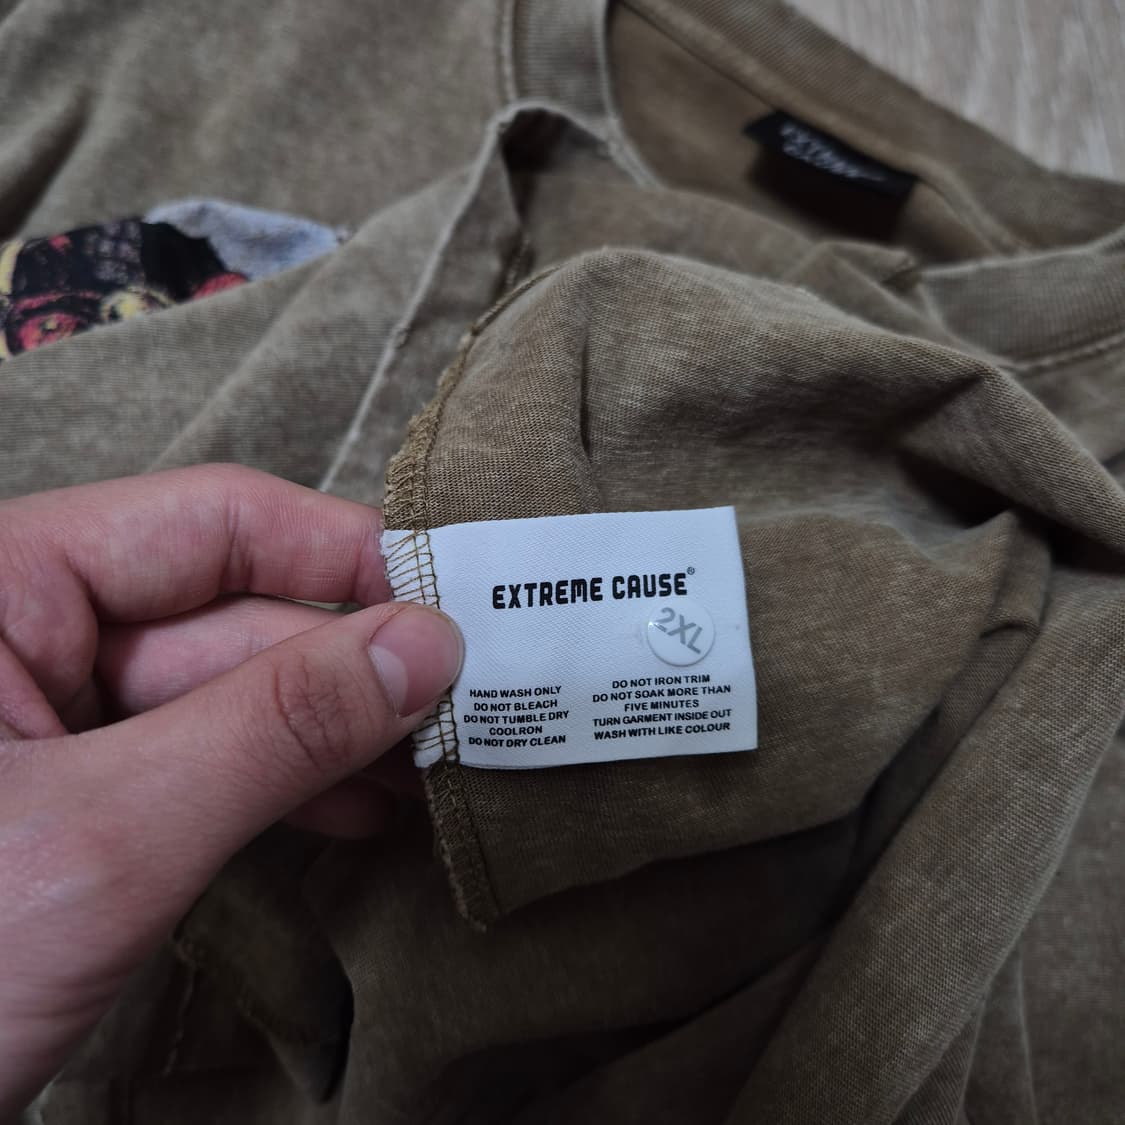 EXTREME
EXTREME CAUSE®
2XL
HAND WASH ONLY
DO NOT BLEACH
DO NOT TUMBLE DRY
COOLRON
DO NOT DRY CLEAN
DO NOT IRON TRIM
DO NOT SOAK MORE THAN
FIVE MINUTES
TURN GARMENT INSIDE OUT
WASH WITH LIKE COLOUR